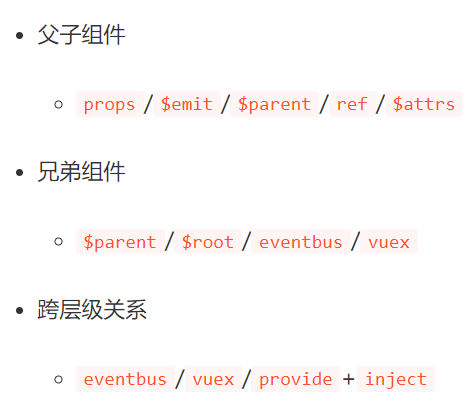 父子组件
props / $emit / $parent / ref / $attrs
兄弟组件
$parent / $root / eventbus / vuex
跨层级关系
eventbus / vuex / provide + inject